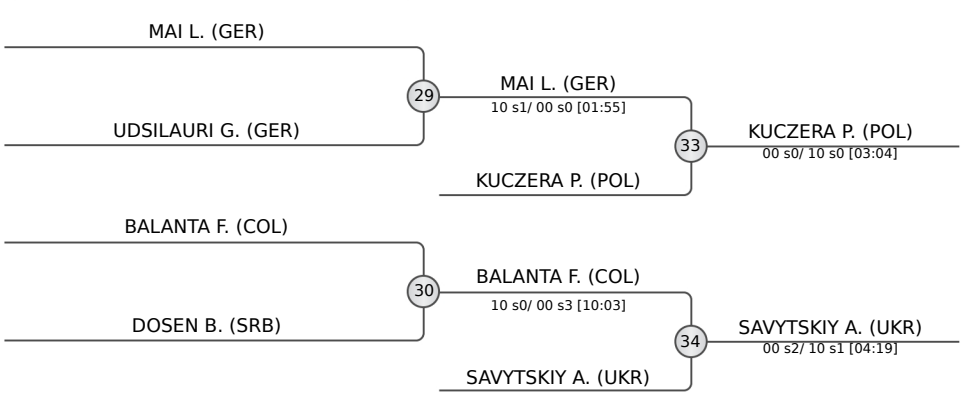 MAI L. (GER)
29
UDSILAURI G. (GER)
MAI L. (GER)
10 s1/ 00 s0 [01:55]
33
KUCZERA P. (POL)
KUCZERA P. (POL)
00 s0/ 10 s0 [03:04]
BALANTA F. (COL)
30
DOSEN B. (SRB)
BALANTA F. (COL)
10 s0/ 00 s3 [10:03]
34
SAVYTSKIY A. (UKR)
SAVYTSKIY A. (UKR)
00 s2/ 10 s1 [04:19]